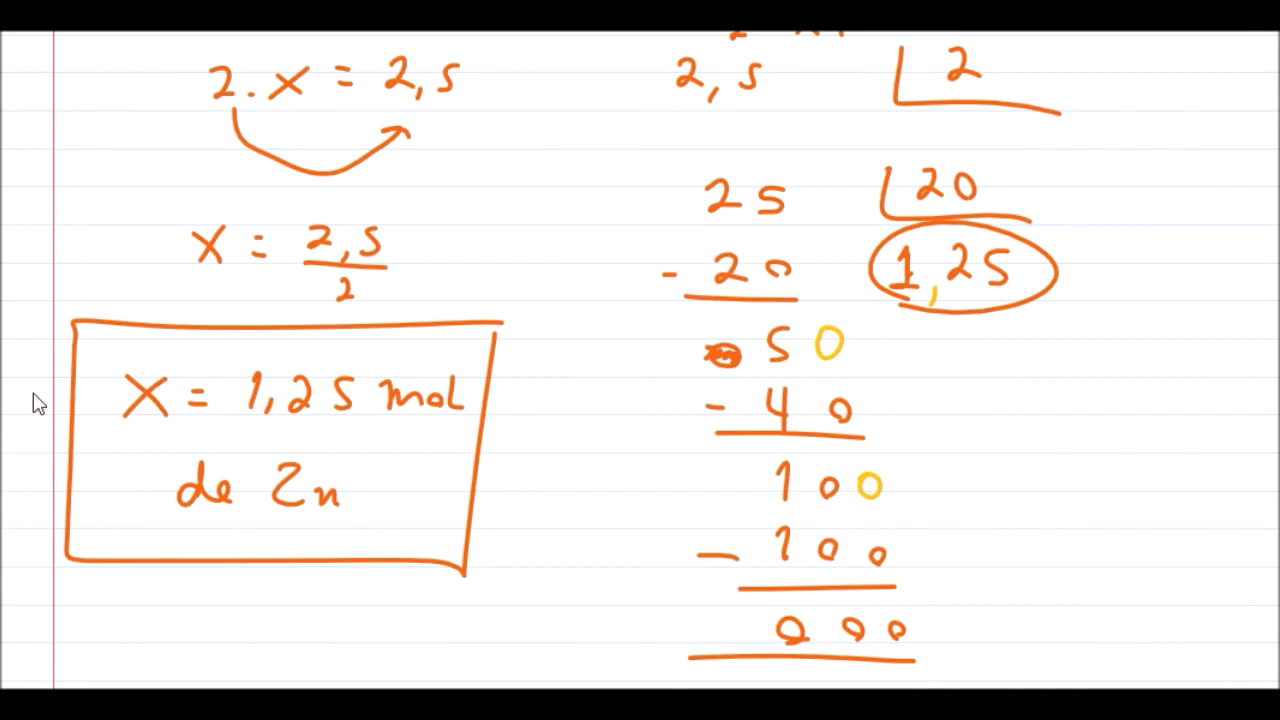 2 . x = 2,5
x = 2,5
2
x = 1,25 mol
de Zn
2,5 2
25 20
- 20 1,25
50
- 40
100
- 100
000